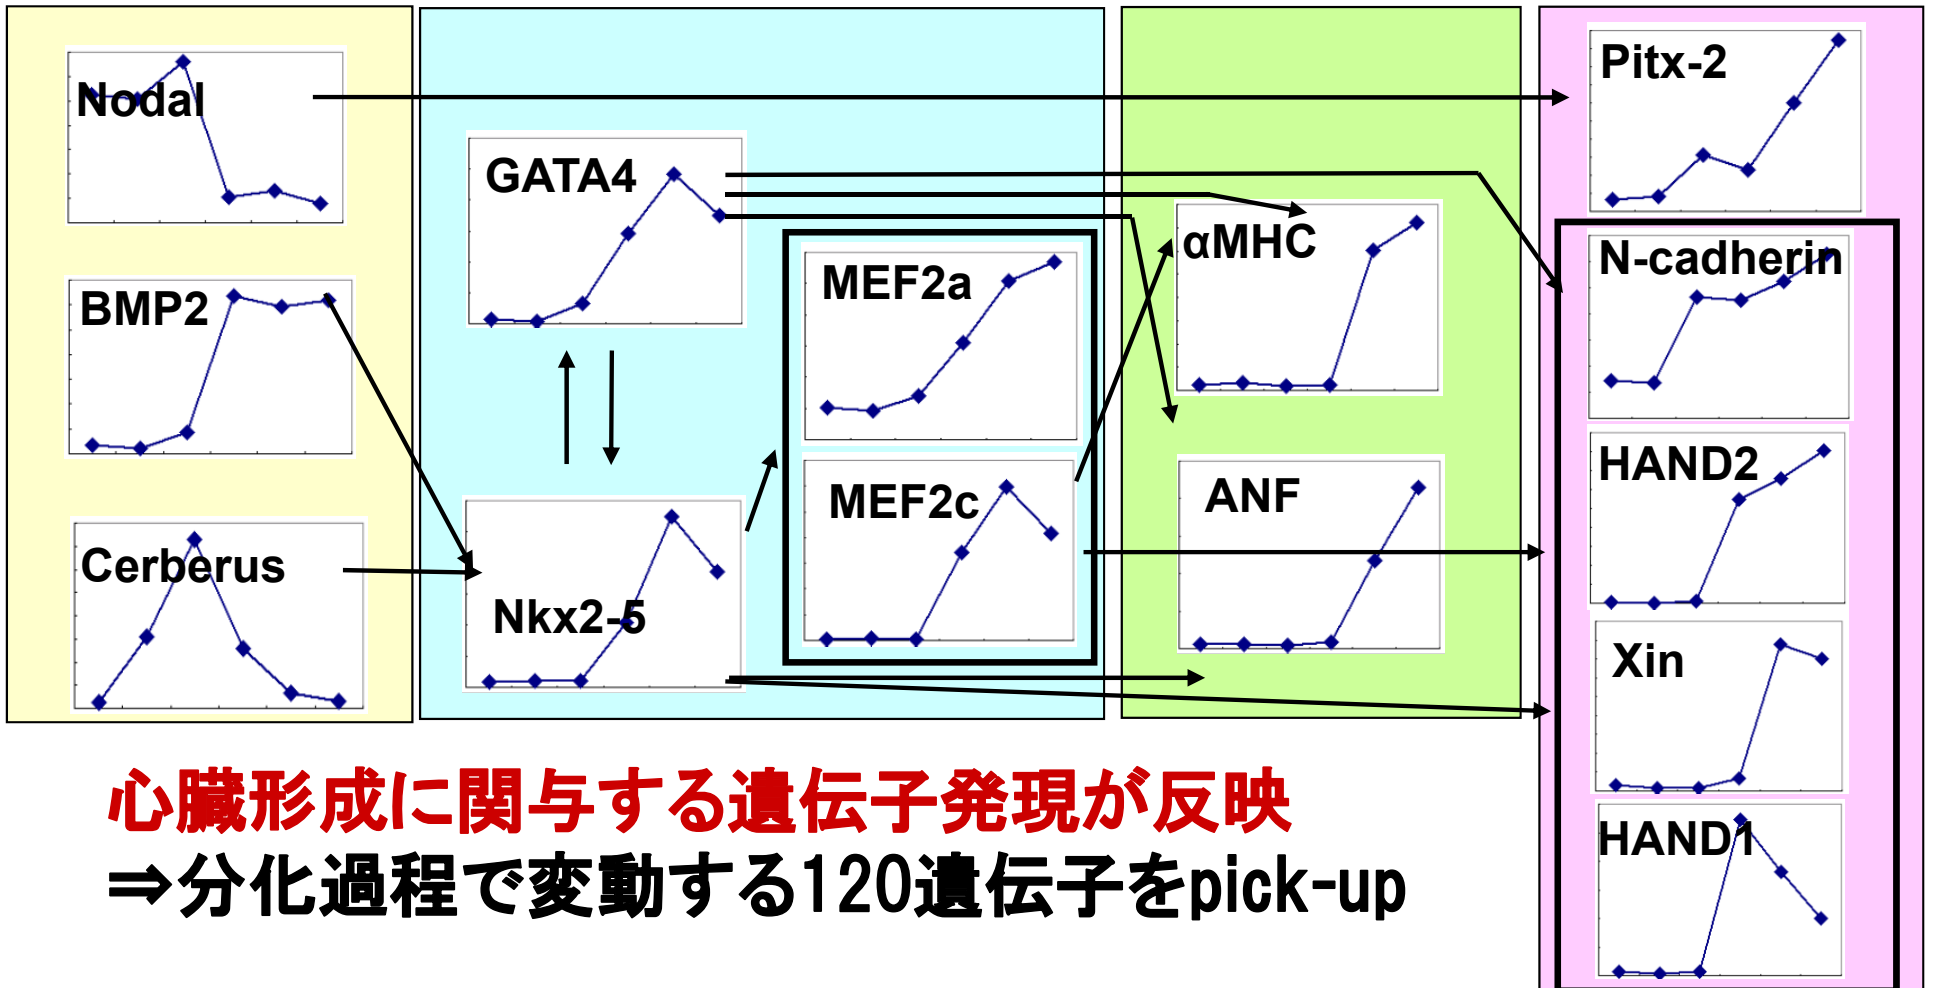 Nodal
BMP2
Cerberus
GATA4
Nkx2-5
MEF2a
MEF2c
αMHC
ANF
Pitx-2
N-cadherin
HAND2
Xin
HAND1
心臓形成に関与する遺伝子発現が反映
⇒分化過程で変動する120遺伝子をpick-up